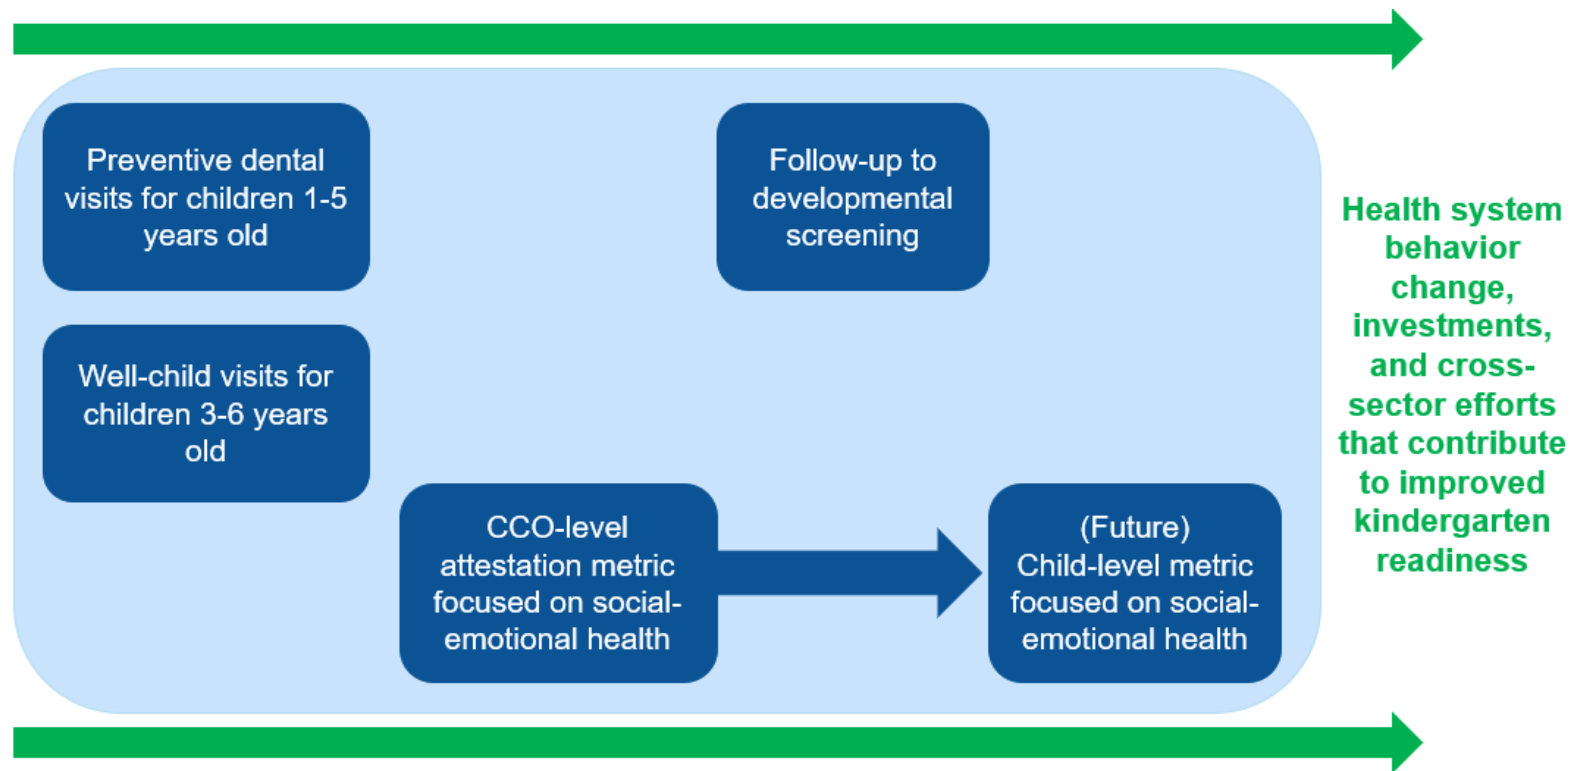 Preventive dental
visits for children 1-5
years old
Follow-up to
developmental
screening
Well-child visits for
children 3-6 years
old
CCO-level
attestation metric
focused on social-
emotional health
(Future)
Child-level metric
focused on social-
emotional health
Health system
behavior
change,
investments,
and cross-
sector efforts
that contribute
to improved
kindergarten
readiness